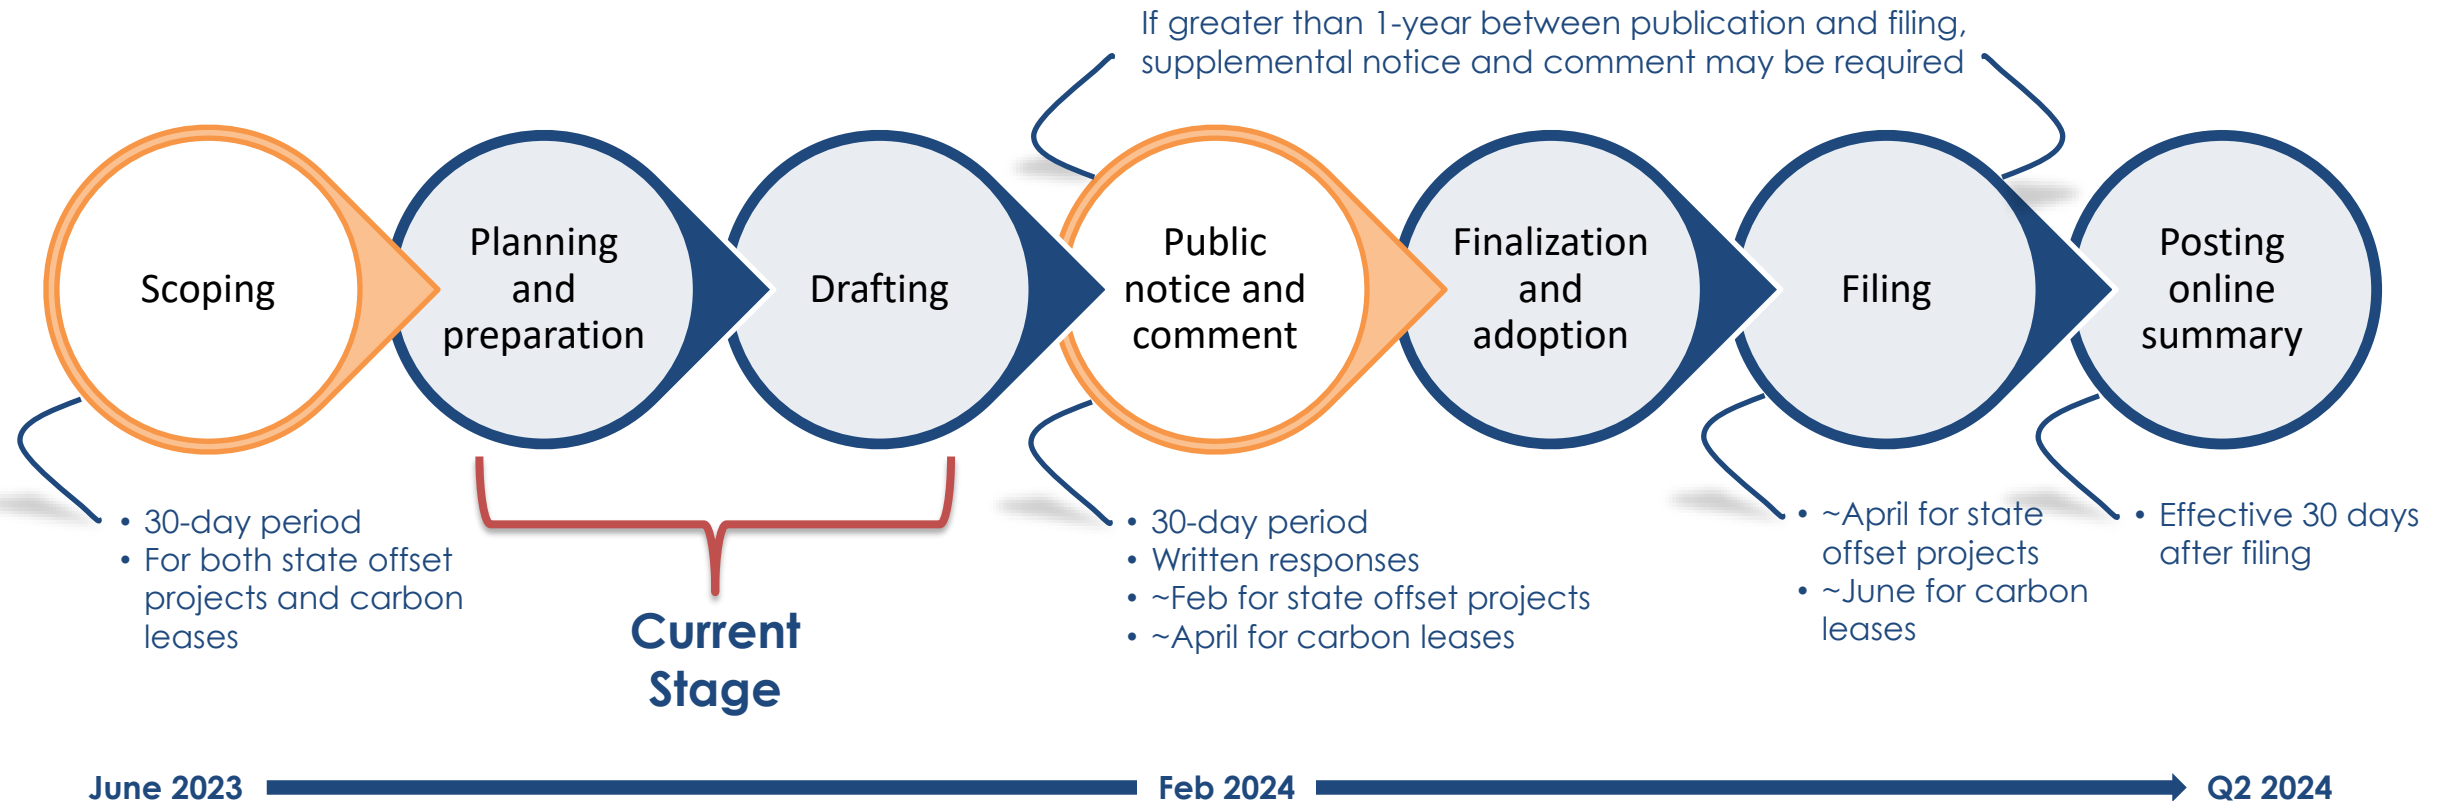 If greater than 1-year between publication and filing,
supplemental notice and comment may be required
Scoping
Planning
and
preparation
Drafting
Public
notice and
comment
Finalization
and
adoption
Filing
Posting
online
summary
• 30-day period
• For both state offset
projects and carbon
leases
Current
Stage
• 30-day period
• Written responses
• ~Feb for state offset projects
• ~April for carbon leases
• ~April for state
offset projects
• ~June for carbon
leases
• Effective 30 days
after filing
June 2023
Feb 2024
Q2 2024